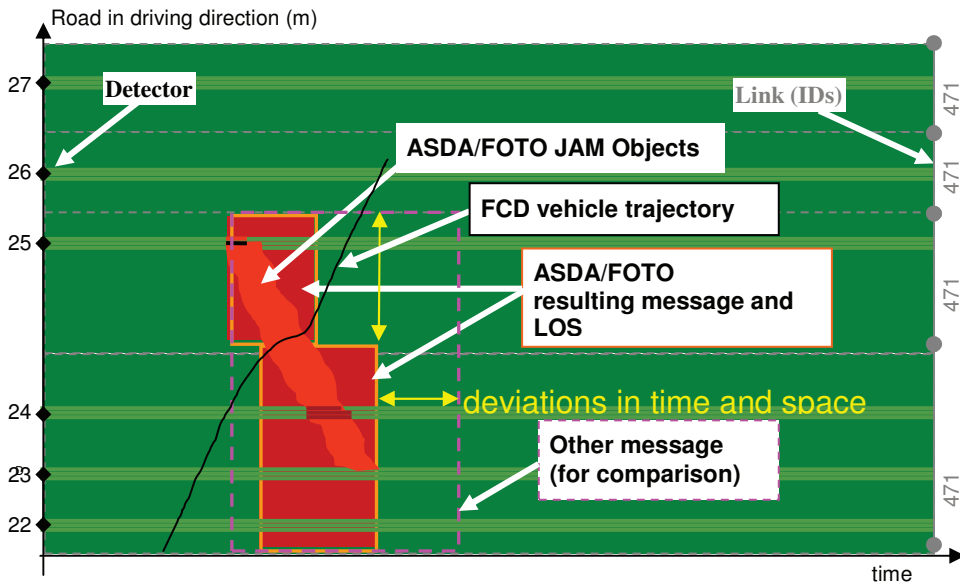 Road in driving direction (m)
27
Detector
Link (IDs)
471
ASDA/FOTO JAM Objects
26
471
FCD vehicle trajectory
25
ASDA/FOTO
resulting message and
LOS
471
deviations in time and space
24
Other message
(for comparison)
23
471
22
time